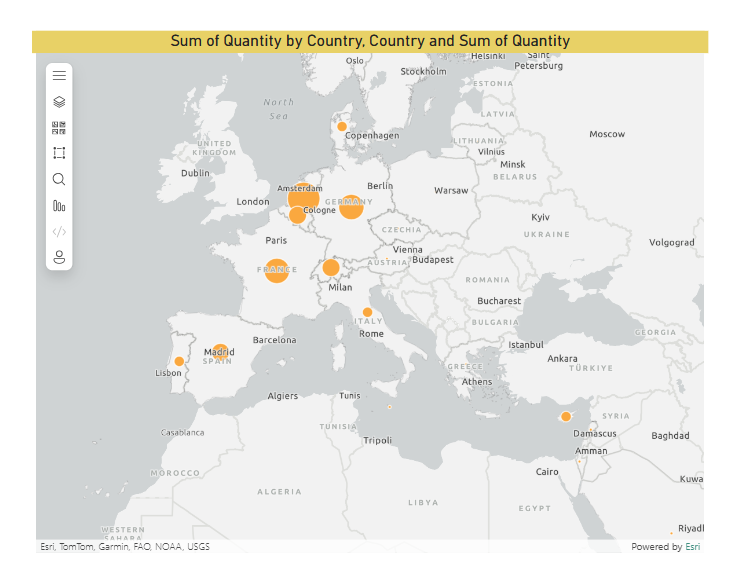 Sum of Quantity by Country, Country and Sum of Quantity
Oslo
Helsinki
Saint
Petersburg
Stockholm
ESTONIA
North
Sea
LATVIA
Copenhagen
Moscow
UNITED
KINGDOM
LITHUANIA
Vilnius
Minsk
BELARUS
Dublin
Amsterdam
Berlin
Warsaw
London
GERMANY
Cologne
Kyiv
UKRAINE
CZECHIA
Paris
Volgograd
Vienna
Budapest
AUSTRIA
FRANCE
ROMANIA
Milan
Bucharest
ITALY
BULGARIA
Rome
GEORGIA
Barcelona
Istanbul
Madrid
SPAIN
Ankara
TÜRKIYE
GREECE
Lisbon
Athens
Algiers
Tunis
SYRIA
TUNISIA
Casablanca
Damascus
Baghdad
Tripoli
Amman
MOROCCO
Cairo
Kuwa
ALGERIA
LIBYA
EGYPT
WESTERN
SAHARA
Riyadl
Esri, TomTom, Garmin, FAO, NOAA, USGS
Powered by Esri